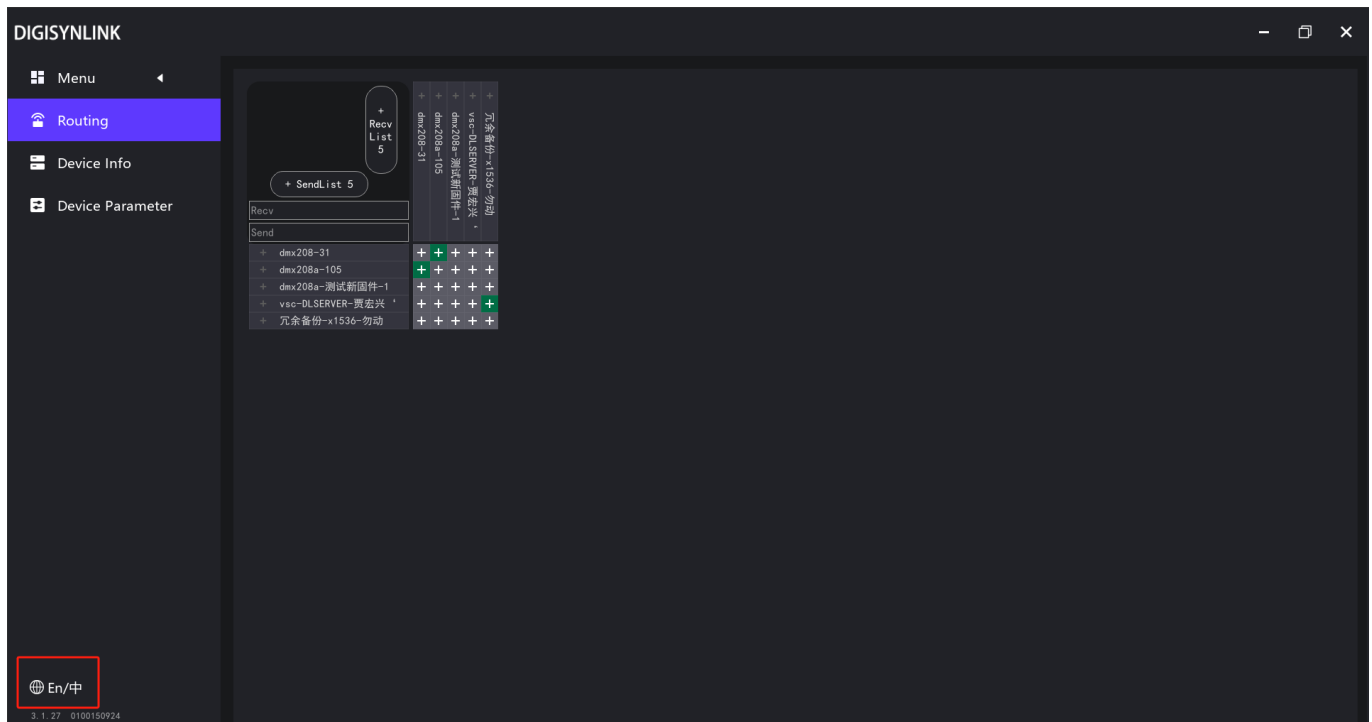 DIGISYNLINK
Menu
Routing
Device Info
Device Parameter
+
Recv
List
5
+ SendList 5
Recv
Send
dmx208-31
dmx208a-105
dmx208a-测试新固件-1
vsc-DLSERVER-贾宏兴 '
冗余备份-x1536-勿动
+ dmx208-31 + + + + +
+ dmx208a-105 + + + + +
+ dmx208a-测试新固件-1 + + + + +
+ vsc-DLSERVER-贾宏兴 ' + + + + +
+ 冗余备份-x1536-勿动 + + + + +
En/中
3.1.27 0100150924